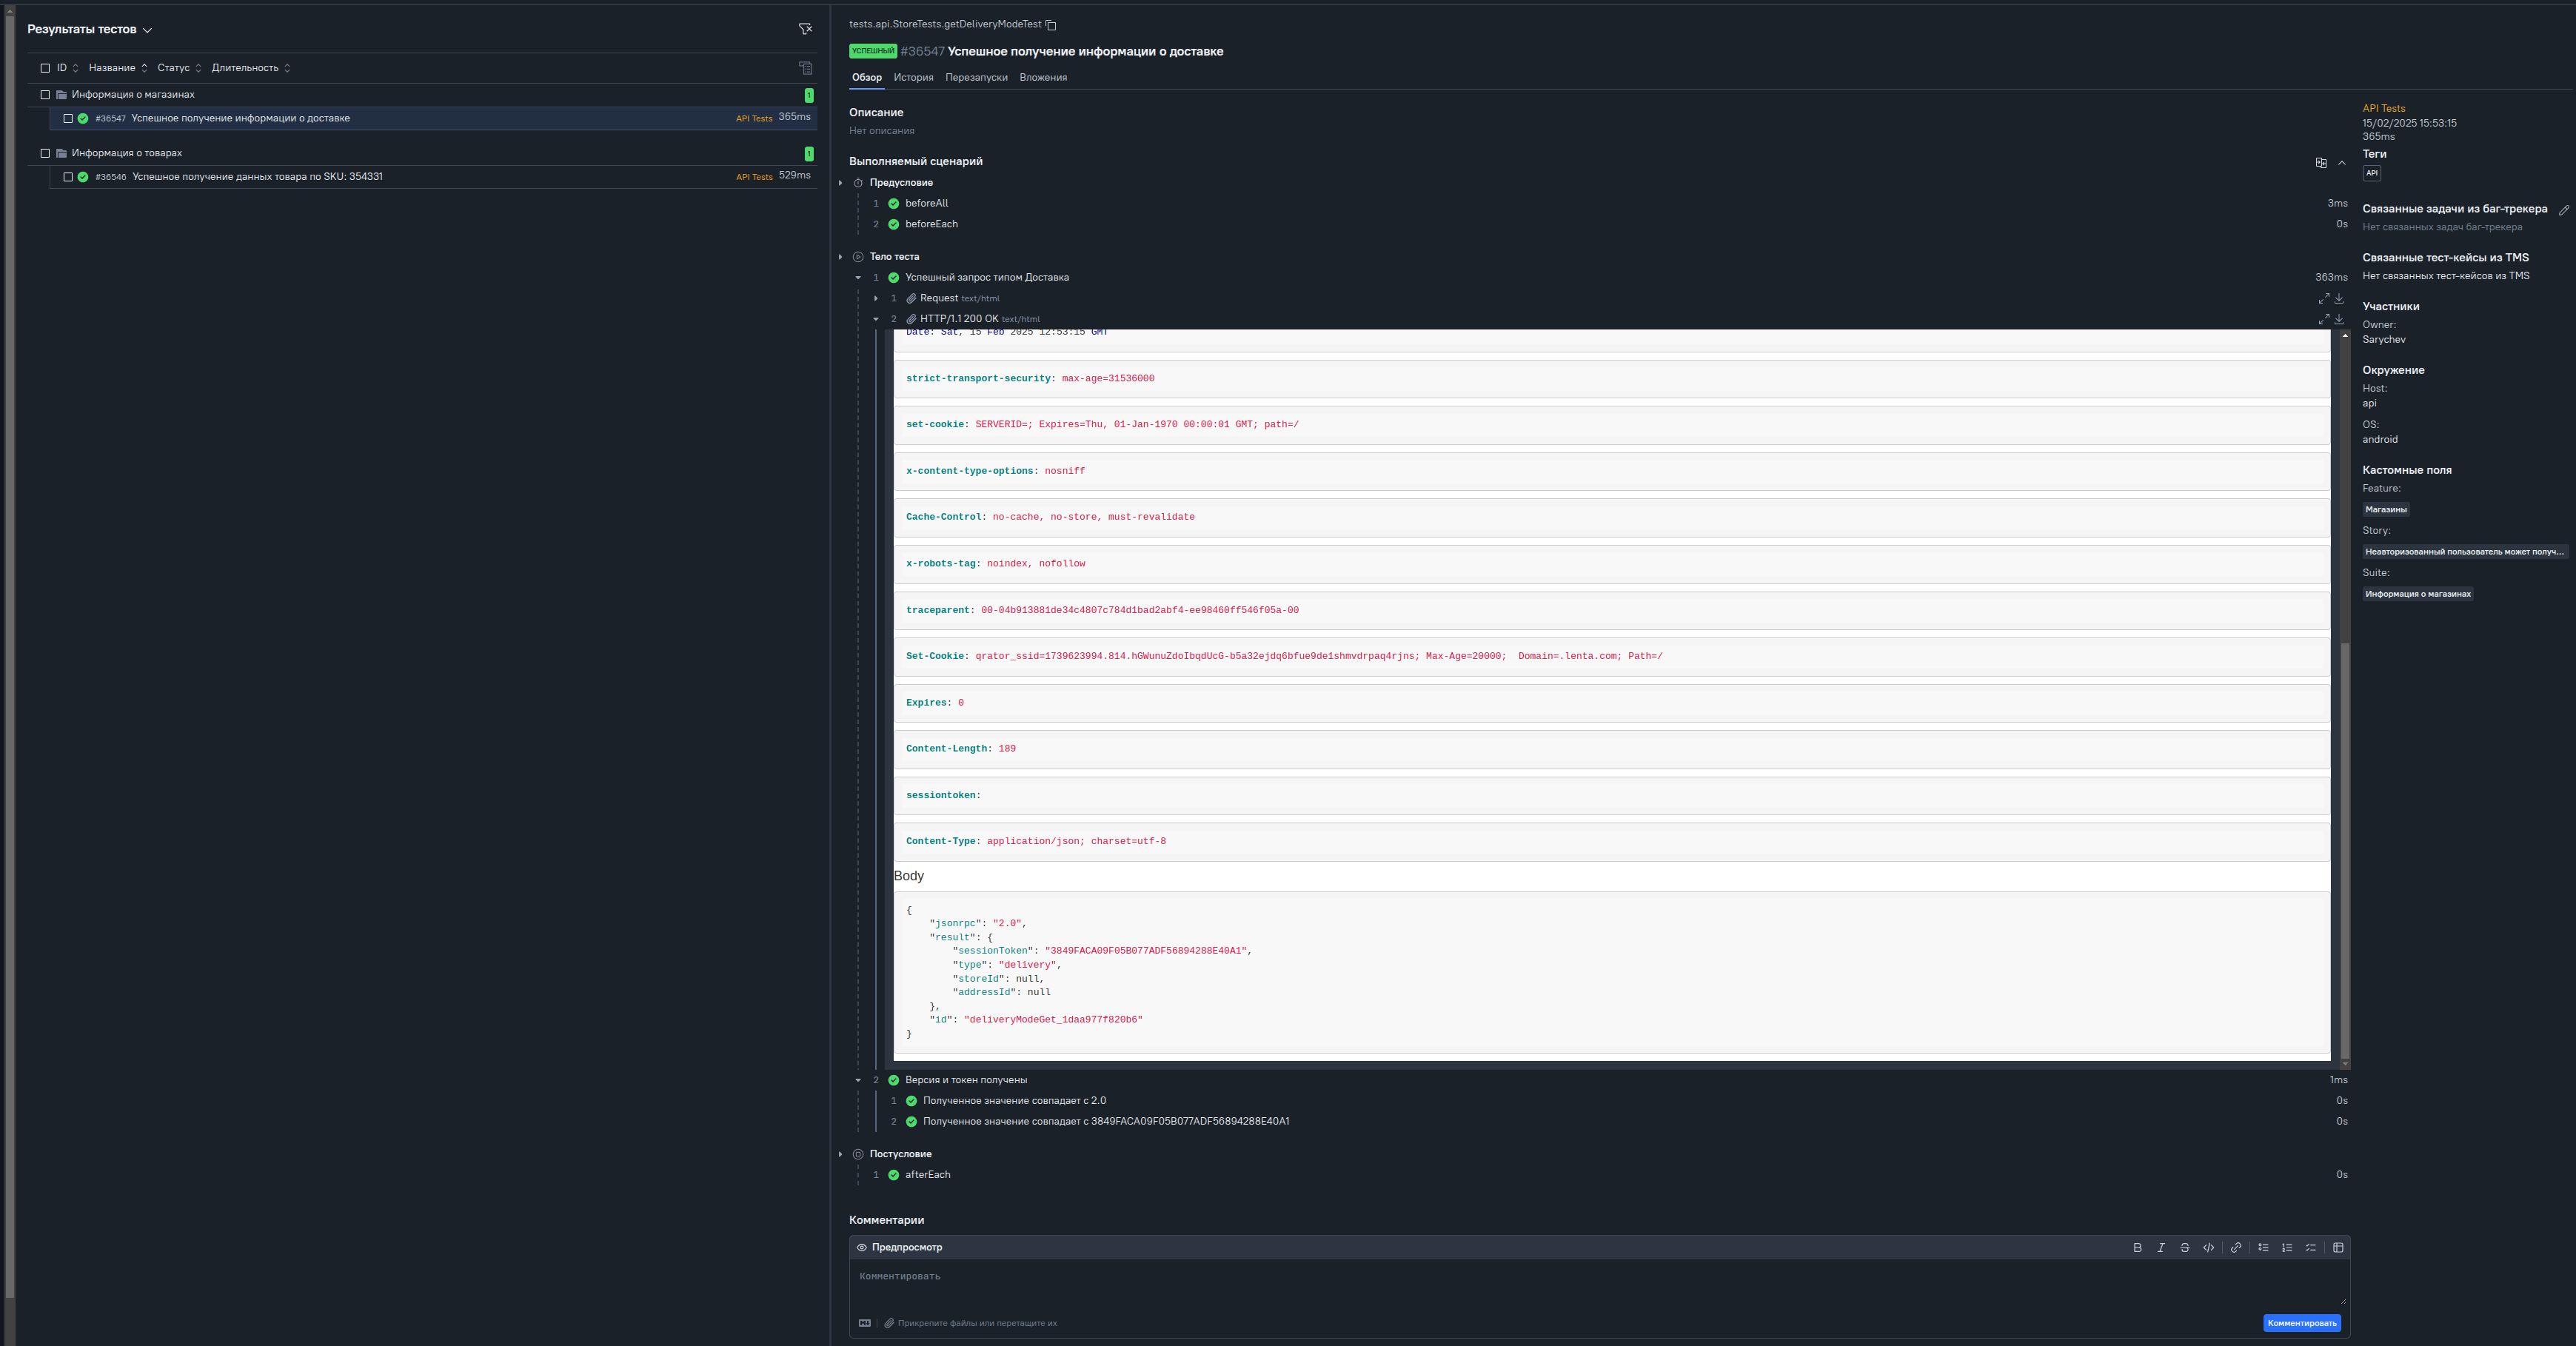 Результаты тестов
ID Название Статус Длительность
Информация о магазинах 1
#36547 Успешное получение информации о доставке API Tests 365ms
Информация о товарах 1
#36546 Успешное получение данных товара по SKU: 354331 API Tests 529ms
tests.api.StoreTests.getDeliveryModeTest
УСПЕШНЫЙ #36547 Успешное получение информации о доставке
Обзор История Перезапуски Вложения
Описание
Нет описания
Выполняемый сценарий
Предусловие
1 beforeAll 3ms
2 beforeEach 0s
Тело теста
1 Успешный запрос типом Доставка 363ms
1 Request text/html
2 HTTP/1.1 200 OK text/html
Date: Sat, 15 Feb 2025 12:53:15 GMT
strict-transport-security: max-age=31536000
set-cookie: SERVERID=; Expires=Thu, 01-Jan-1970 00:00:01 GMT; path=/
x-content-type-options: nosniff
Cache-Control: no-cache, no-store, must-revalidate
x-robots-tag: noindex, nofollow
traceparent: 00-04b913881de34c4807c784d1bad2abf4-ee98460ff546f05a-00
Set-Cookie: qrator_ssid=1739623994.814.hGWunuZdoIbqdUcG-b5a32ejdq6bfue9de1shmvdrpaq4rjns; Max-Age=20000;  Domain=.lenta.com; Path=/
Expires: 0
Content-Length: 189
sessiontoken:
Content-Type: application/json; charset=utf-8
Body
{
"jsonrpc": "2.0",
"result": {
"sessionToken": "3849FACA09F05B077ADF56894288E40A1",
"type": "delivery",
"storeId": null,
"addressId": null
},
"id": "deliveryModeGet_1daa977f820b6"
}
2 Версия и токен получены 1ms
1 Полученное значение совпадает с 2.0 0s
2 Полученное значение совпадает с 3849FACA09F05B077ADF56894288E40A1 0s
Постусловие
1 afterEach 0s
Комментарии
Предпросмотр
Комментировать
Прикрепите файлы или перетащите их
Комментировать
API Tests
15/02/2025 15:53:15
365ms
Теги
API
Связанные задачи из баг-трекера
Нет связанных задач баг-трекера
Связанные тест-кейсы из TMS
Нет связанных тест-кейсов из TMS
Участники
Owner:
Sarychev
Окружение
Host:
api
OS:
android
Кастомные поля
Feature:
Магазины
Story:
Неавторизованный пользователь может получ...
Suite:
Информация о магазинах